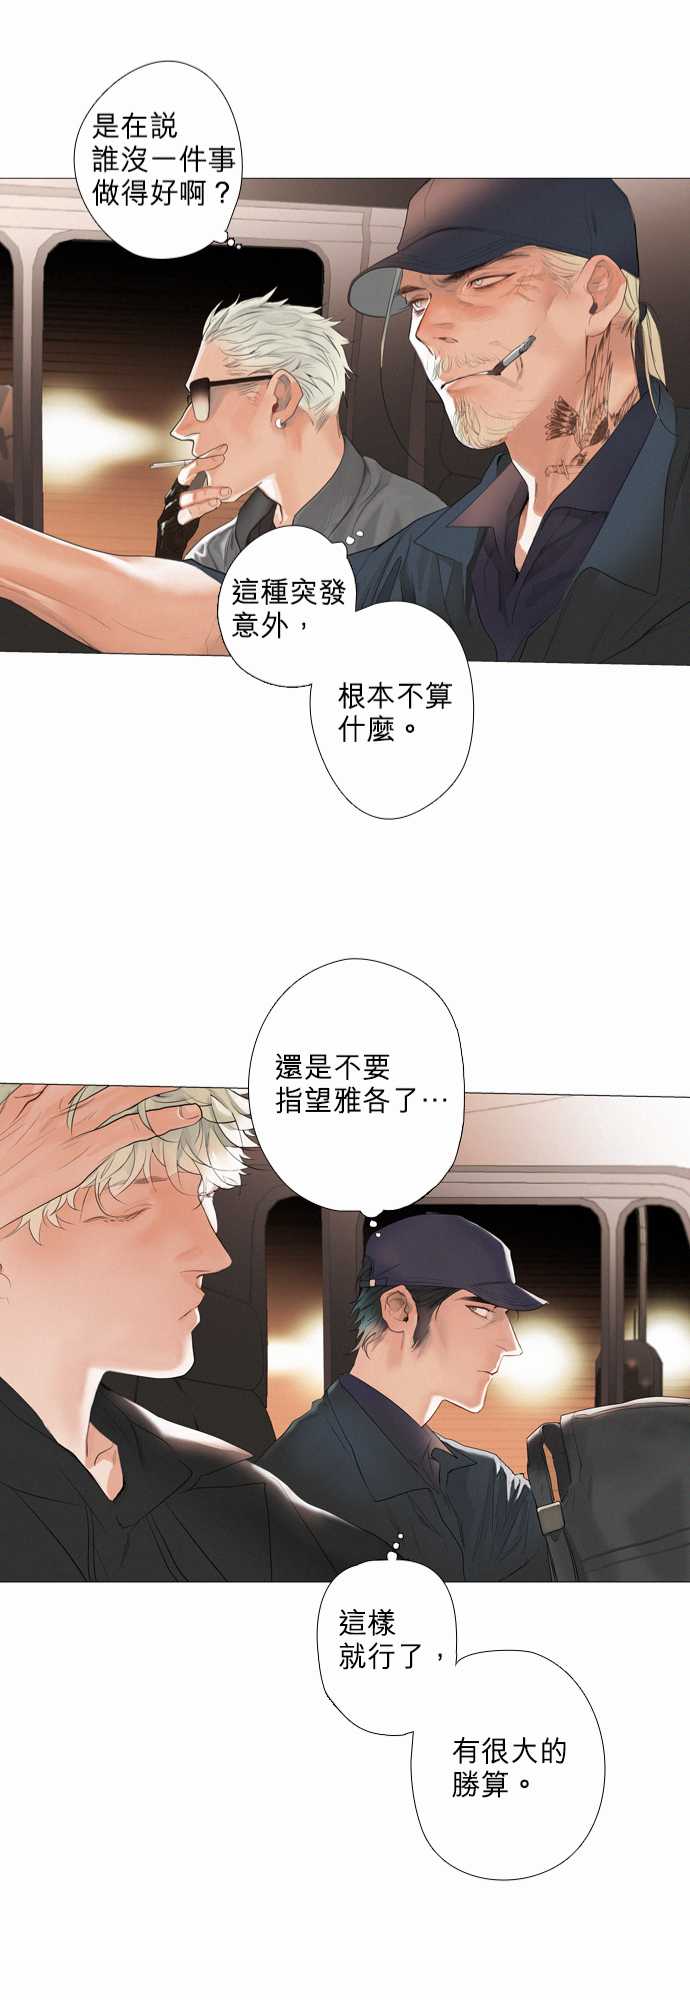 是在説
誰沒一件事
做得好啊？
這種突發
意外，
根本不算
什麼。
還是不要
指望雅各了⋯
這樣
就行了，
有很大的
勝算。